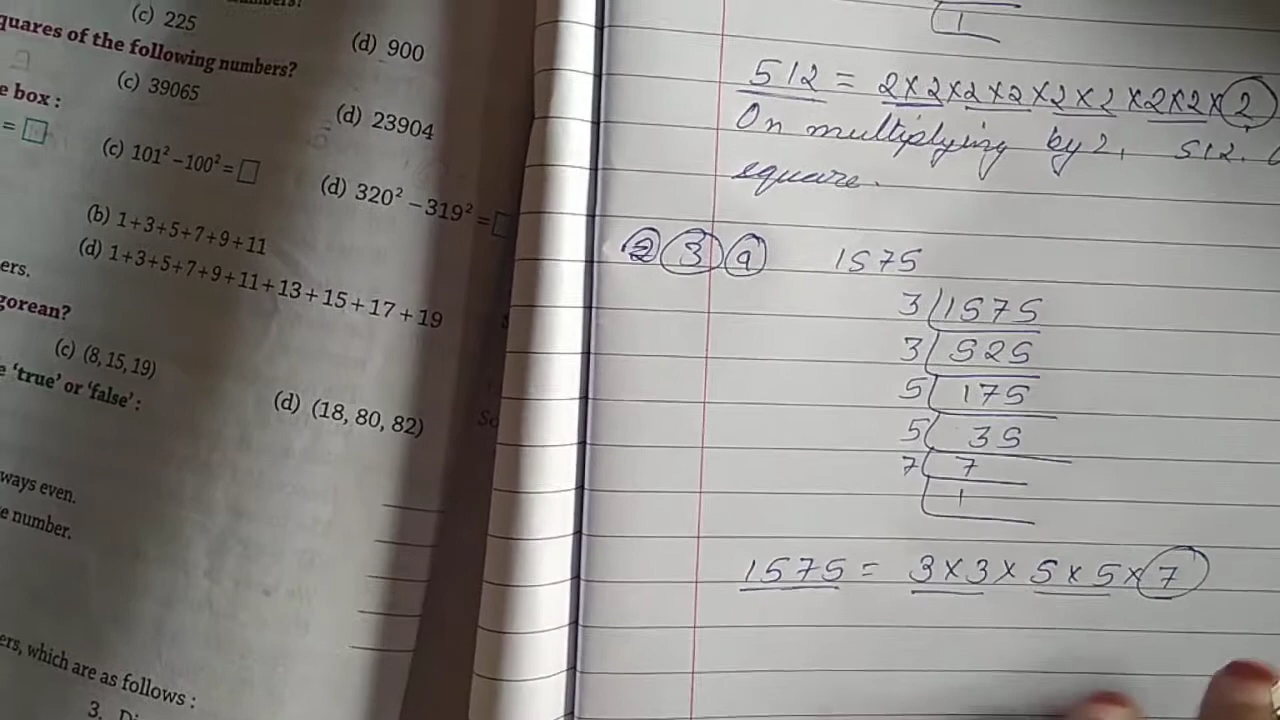 (c) 225
(d) 900
quares of the following numbers?
(c) 39065
(d) 23904
e box :
= □
(c) 101² – 100² = □
(d) 320² – 319² = □
(b) 1+3+5+7+9+11
(d) 1+3+5+7+9+11+13+15+17+19
ers.
gorean?
(c) (8, 15, 19)
(d) (18, 80, 82)
e 'true' or 'false':
ways even.
e number.
ers, which are as follows :
3.
1
512 = 2×2×2×2×2×2×2×2×2
On multiplying by 2, 512.
square.
3 a 1575
3 1575
3 525
5 175
5 35
7 7
1
1575 = 3×3×5×5×7